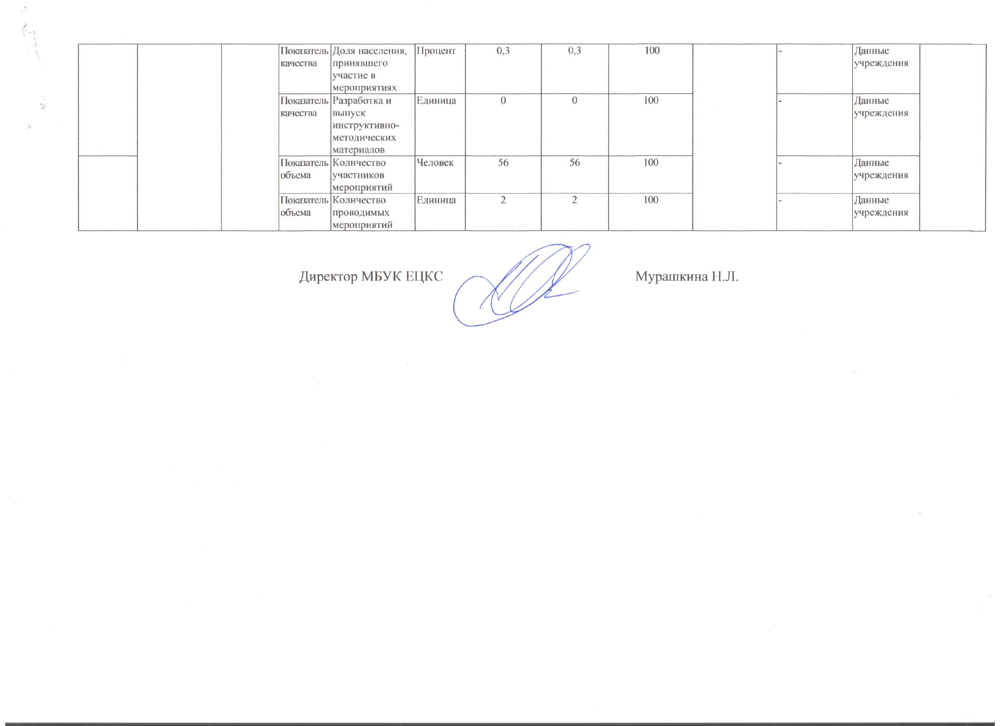 Показатель Доля населения, Процент 0,3 0,3 100 - Данные
качества принявшего учреждения
участие в
мероприятиях
Показатель Разработка и Единица 0 0 100 - Данные
качества выпуск учреждения
инструктивно-
методических
материалов
Показатель Количество Человек 56 56 100 - Данные
объема участников учреждения
мероприятий
Показатель Количество Единица 2 2 100 - Данные
объема проводимых учреждения
мероприятий
Директор МБУК ЕЦКС Мурашкина Н.Л.